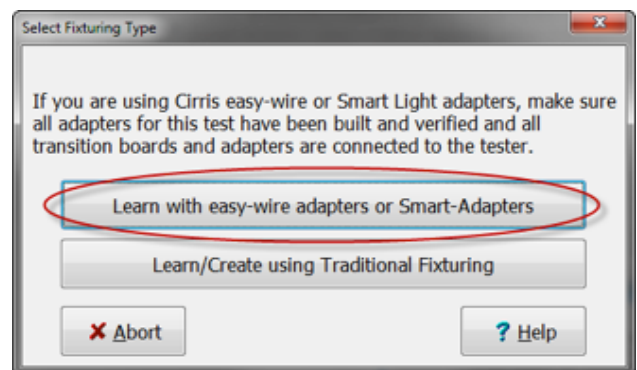 Select Fixturing Type
If you are using Cirris easy-wire or Smart Light adapters, make sure
all adapters for this test have been built and verified and all
transition boards and adapters are connected to the tester.
Learn with easy-wire adapters or Smart-Adapters
Learn/Create using Traditional Fixturing
Abort
? Help